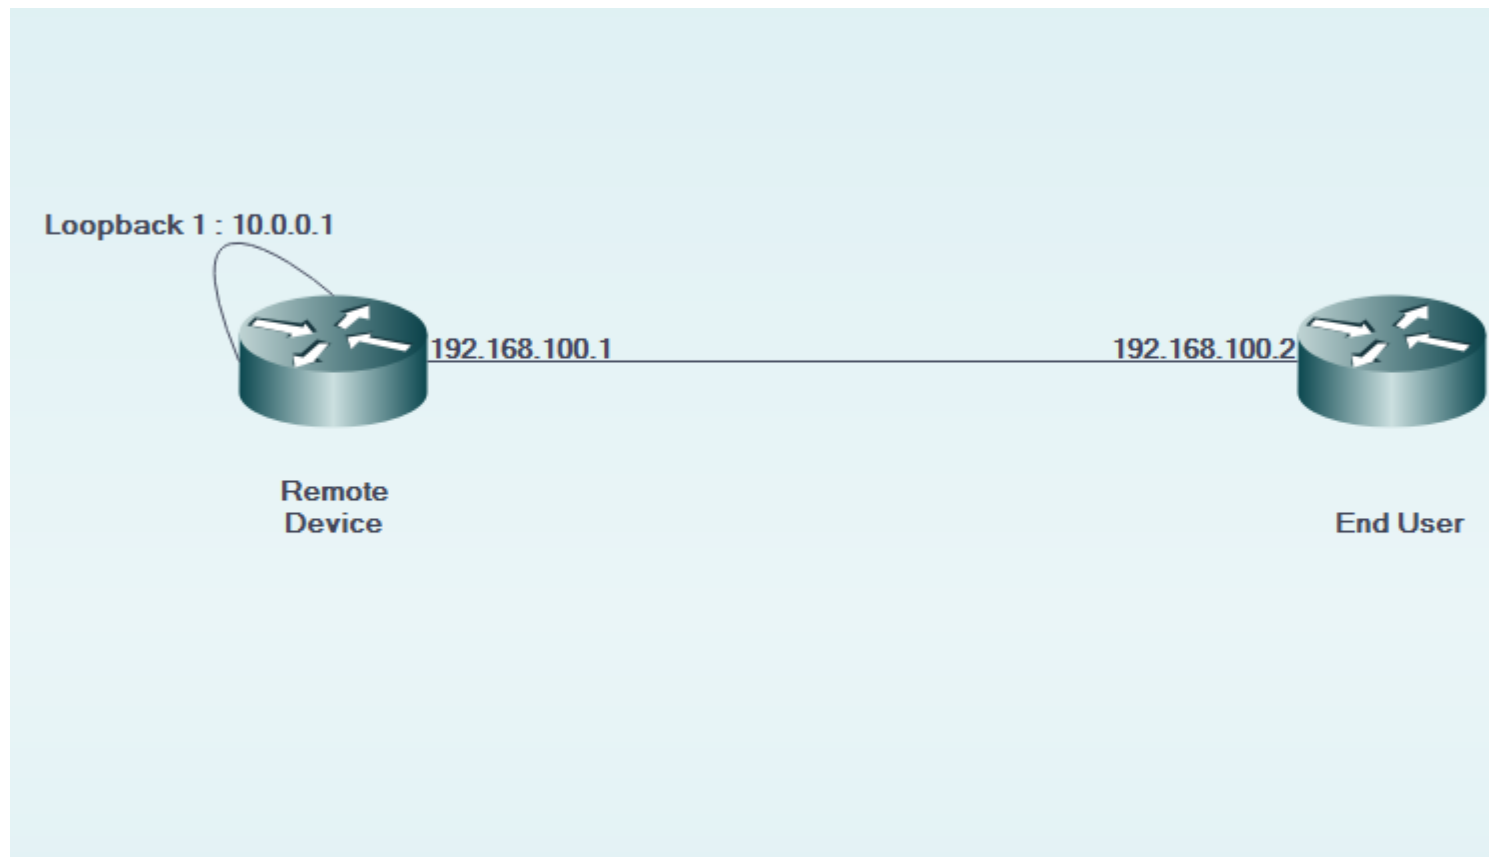 Loopback 1 : 10.0.0.1
192.168.100.1
192.168.100.2
Remote
Device
End User